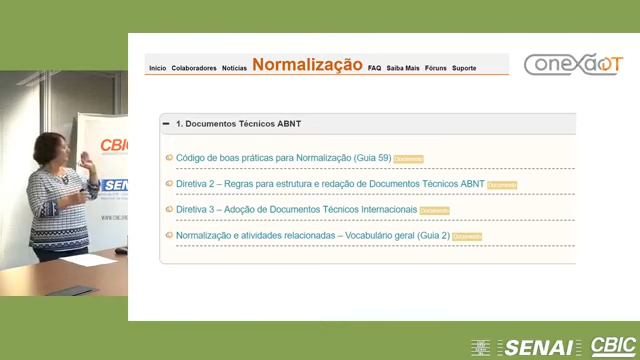 Início Colaboradores Notícias Normalização FAQ Saiba Mais Fóruns Suporte
ConexãoDT
1. Documentos Técnicos ABNT
Código de boas práticas para Normalização (Guia 59) Documento
Diretiva 2 – Regras para estrutura e redação de Documentos Técnicos ABNT Documento
Diretiva 3 – Adoção de Documentos Técnicos Internacionais Documento
Normalização e atividades relacionadas – Vocabulário geral (Guia 2) Documento
CBIC
SENAI
SENAI CBIC